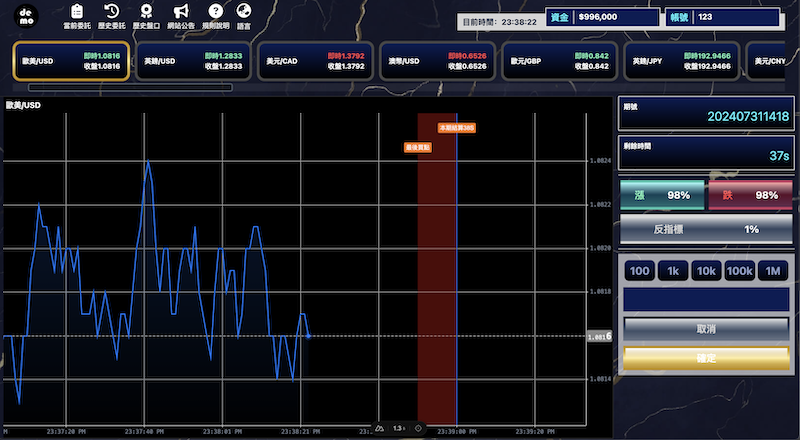 demo
當前委託
歷史委託
歷史盤口
網站公告
規則說明
語言
目前時間: 23:38:22
資金 $996,000
帳號 123
歐美/USD 即時1.0816
收盤1.0816
英鎊/USD 即時1.2833
收盤1.2833
美元/CAD 即時1.3792
收盤1.3792
澳幣/USD 即時0.6526
收盤0.6526
歐元/GBP 即時0.842
收盤0.842
英鎊/JPY 即時192.9466
收盤192.9466
美元/CNY
歐美/USD
本期結算38S
最後買點
1.0824
1.0822
1.0820
1.0818
1.0816
1.0814
23:37:20 PM
23:37:40 PM
23:38:01 PM
23:38:21 PM
1.3
23:39:00 PM
23:39:20 PM
期號
202407311418
剩餘時間
37s
漲 98%
跌 98%
反指標 1%
100
1k
10k
100k
1M
取消
確定